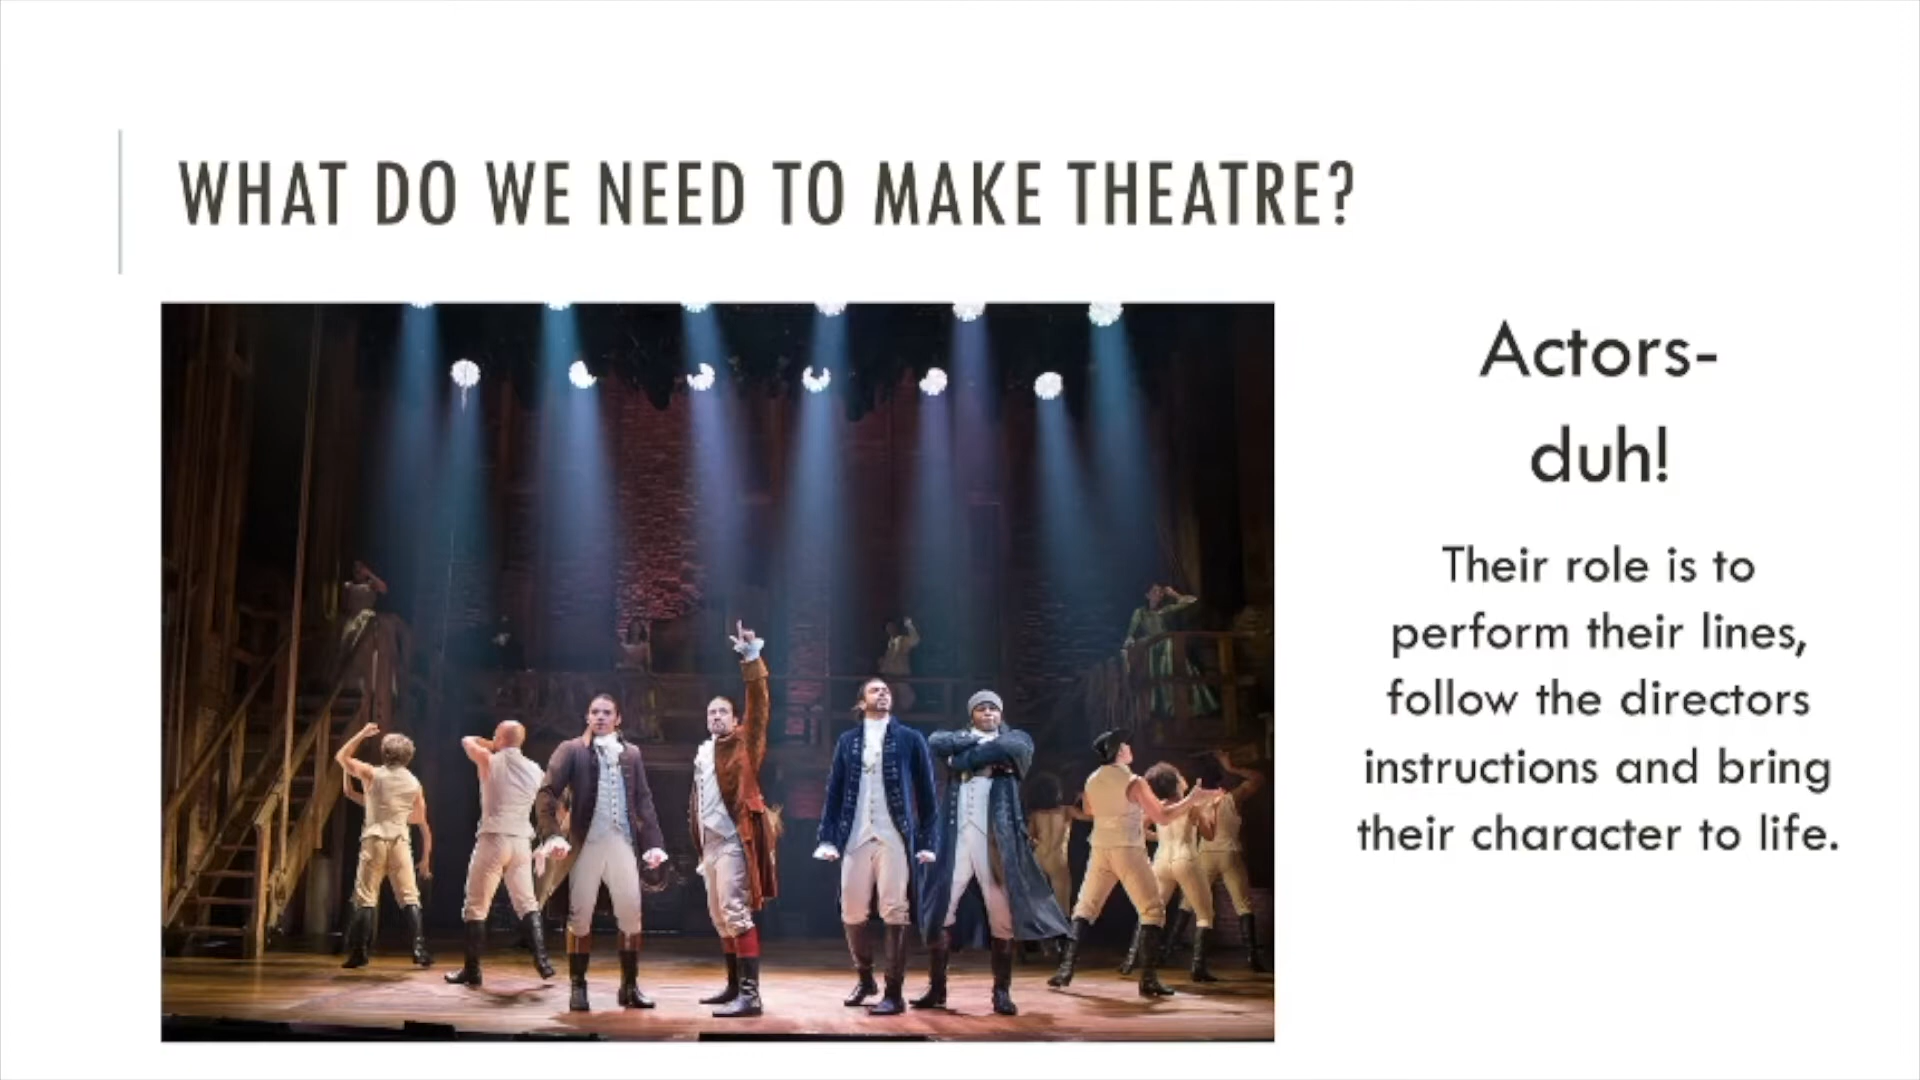 WHAT DO WE NEED TO MAKE THEATRE?
Actors-
duh!
Their role is to
perform their lines,
follow the directors
instructions and bring
their character to life.